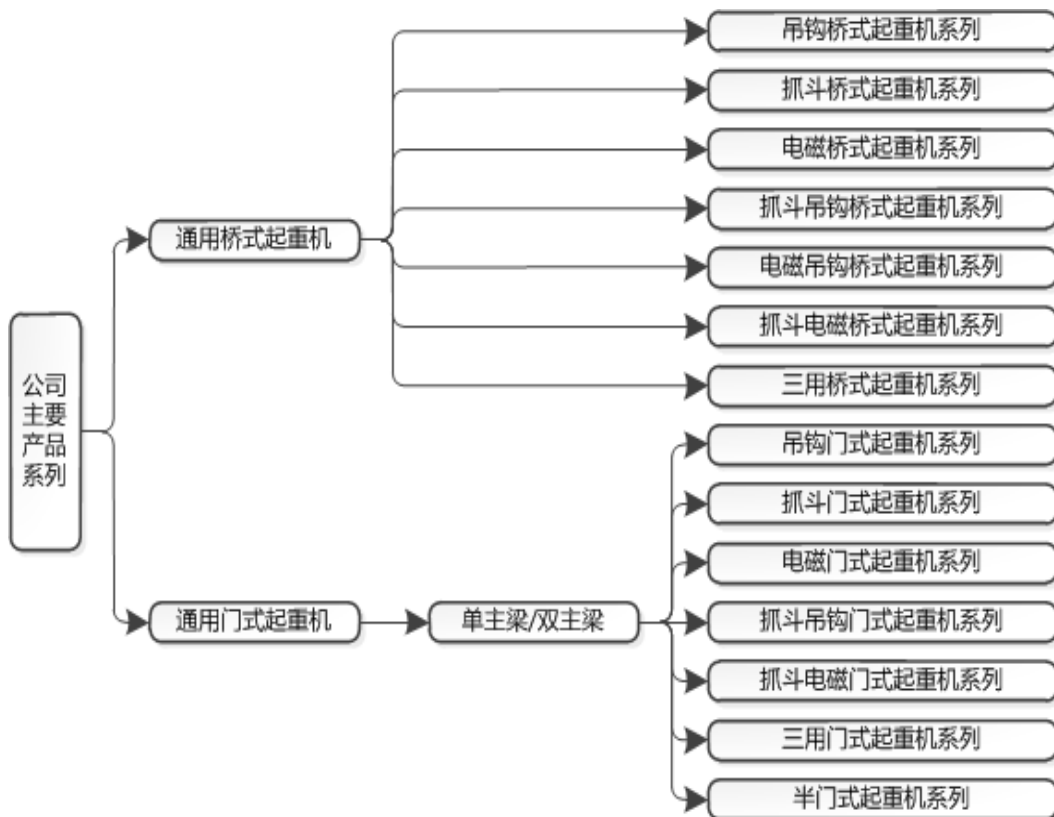 公司
主要
产品
系列
通用桥式起重机
吊钩桥式起重机系列
抓斗桥式起重机系列
电磁桥式起重机系列
抓斗吊钩桥式起重机系列
电磁吊钩桥式起重机系列
抓斗电磁桥式起重机系列
三用桥式起重机系列
通用门式起重机
单主梁/双主梁
吊钩门式起重机系列
抓斗门式起重机系列
电磁门式起重机系列
抓斗吊钩门式起重机系列
抓斗电磁门式起重机系列
三用门式起重机系列
半门式起重机系列